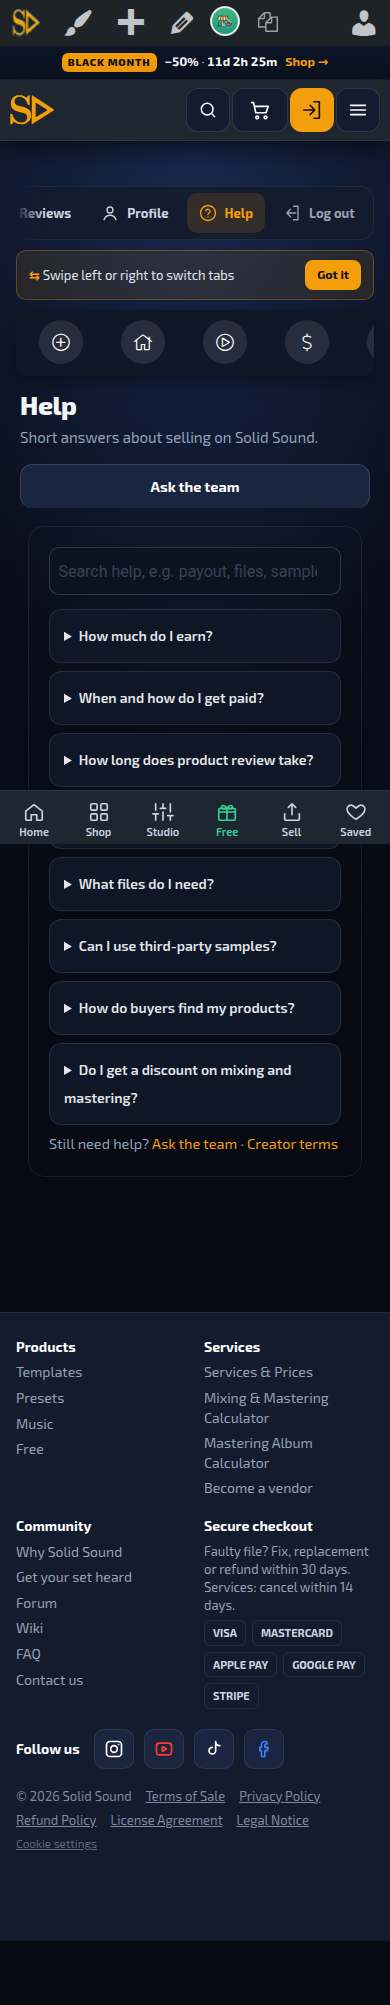 BLACK MONTH −50% · 11d 2h 25m Shop →
Reviews Profile Help Log out
⇆ Swipe left or right to switch tabs Got it
Help
Short answers about selling on Solid Sound.
Ask the team
Search help, e.g. payout, files, sample
▶ How much do I earn?
▶ When and how do I get paid?
▶ How long does product review take?
Home Shop Studio Free Sell Saved
▶ What files do I need?
▶ Can I use third-party samples?
▶ How do buyers find my products?
▶ Do I get a discount on mixing and
mastering?
Still need help? Ask the team · Creator terms
Products
Templates
Presets
Music
Free
Services
Services & Prices
Mixing & Mastering
Calculator
Mastering Album
Calculator
Become a vendor
Community
Why Solid Sound
Get your set heard
Forum
Wiki
FAQ
Contact us
Secure checkout
Faulty file? Fix, replacement
or refund within 30 days.
Services: cancel within 14
days.
VISA MASTERCARD
APPLE PAY GOOGLE PAY
STRIPE
Follow us
© 2026 Solid Sound Terms of Sale Privacy Policy
Refund Policy License Agreement Legal Notice
Cookie settings